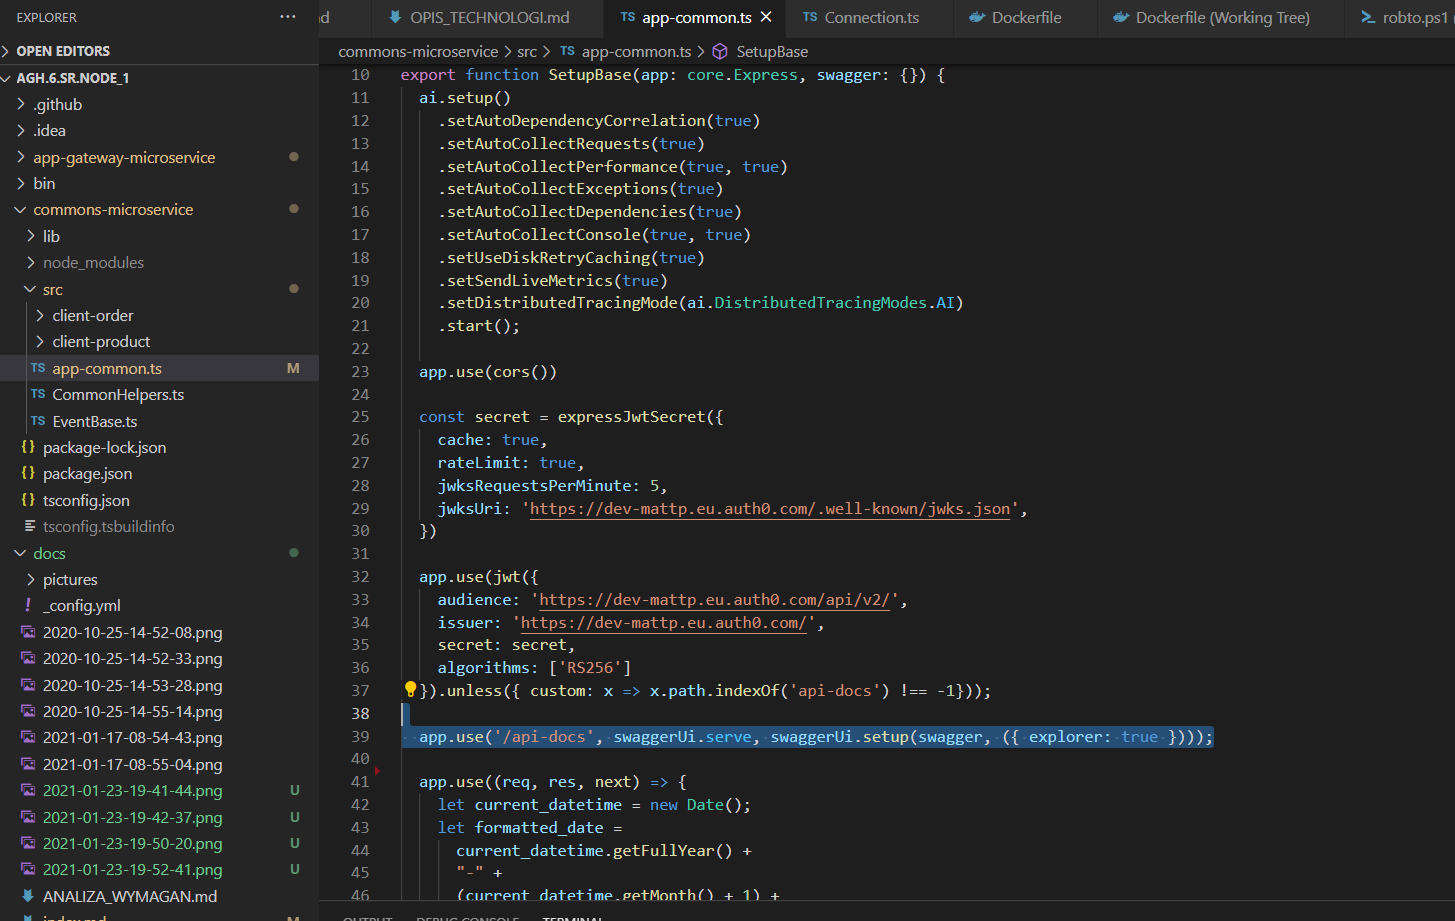 EXPLORER
OPEN EDITORS
AGH.6.SR.NODE_1
.github
.idea
app-gateway-microservice
bin
commons-microservice
lib
node_modules
src
client-order
client-product
TS app-common.ts M
TS CommonHelpers.ts
TS EventBase.ts
{} package-lock.json
{} package.json
{} tsconfig.json
tsconfig.tsbuildinfo
docs
pictures
! _config.yml
2020-10-25-14-52-08.png
2020-10-25-14-52-33.png
2020-10-25-14-53-28.png
2020-10-25-14-55-14.png
2021-01-17-08-54-43.png
2021-01-17-08-55-04.png
2021-01-23-19-41-44.png U
2021-01-23-19-42-37.png U
2021-01-23-19-50-20.png U
2021-01-23-19-52-41.png U
ANALIZA_WYMAGAN.md
index.md M
OPIS_TECHNOLOGI.md TS app-common.ts TS Connection.ts Dockerfile Dockerfile (Working Tree) robto.ps1
commons-microservice > src > TS app-common.ts > SetupBase
10 export function SetupBase(app: core.Express, swagger: {}) {
11 ai.setup()
12 .setAutoDependencyCorrelation(true)
13 .setAutoCollectRequests(true)
14 .setAutoCollectPerformance(true, true)
15 .setAutoCollectExceptions(true)
16 .setAutoCollectDependencies(true)
17 .setAutoCollectConsole(true, true)
18 .setUseDiskRetryCaching(true)
19 .setSendLiveMetrics(true)
20 .setDistributedTracingMode(ai.DistributedTracingModes.AI)
21 .start();
22
23 app.use(cors())
24
25 const secret = expressJwtSecret({
26 cache: true,
27 rateLimit: true,
28 jwksRequestsPerMinute: 5,
29 jwksUri: 'https://dev-mattp.eu.auth0.com/.well-known/jwks.json',
30 })
31
32 app.use(jwt({
33 audience: 'https://dev-mattp.eu.auth0.com/api/v2/',
34 issuer: 'https://dev-mattp.eu.auth0.com/',
35 secret: secret,
36 algorithms: ['RS256']
37 }).unless({ custom: x => x.path.indexOf('api-docs') !== -1}));
38
39 app.use('/api-docs', swaggerUi.serve, swaggerUi.setup(swagger, ({ explorer: true })));
40
41 app.use((req, res, next) => {
42 let current_datetime = new Date();
43 let formatted_date =
44 current_datetime.getFullYear() +
45 "-" +
46 (current_datetime.getMonth() + 1) +
OUTPUT DEBUG CONSOLE TERMINAL